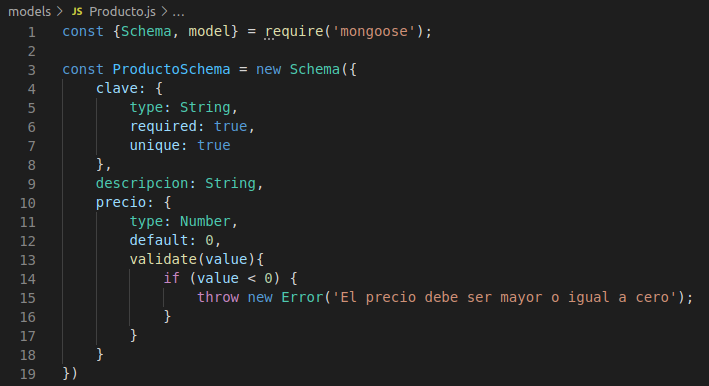 models > JS Producto.js > ...
1 const {Schema, model} = require('mongoose');
2
3 const ProductoSchema = new Schema({
4     clave: {
5         type: String,
6         required: true,
7         unique: true
8     },
9     descripcion: String,
10     precio: {
11         type: Number,
12         default: 0,
13         validate(value){
14             if (value < 0) {
15                 throw new Error('El precio debe ser mayor o igual a cero');
16             }
17         }
18     }
19 })